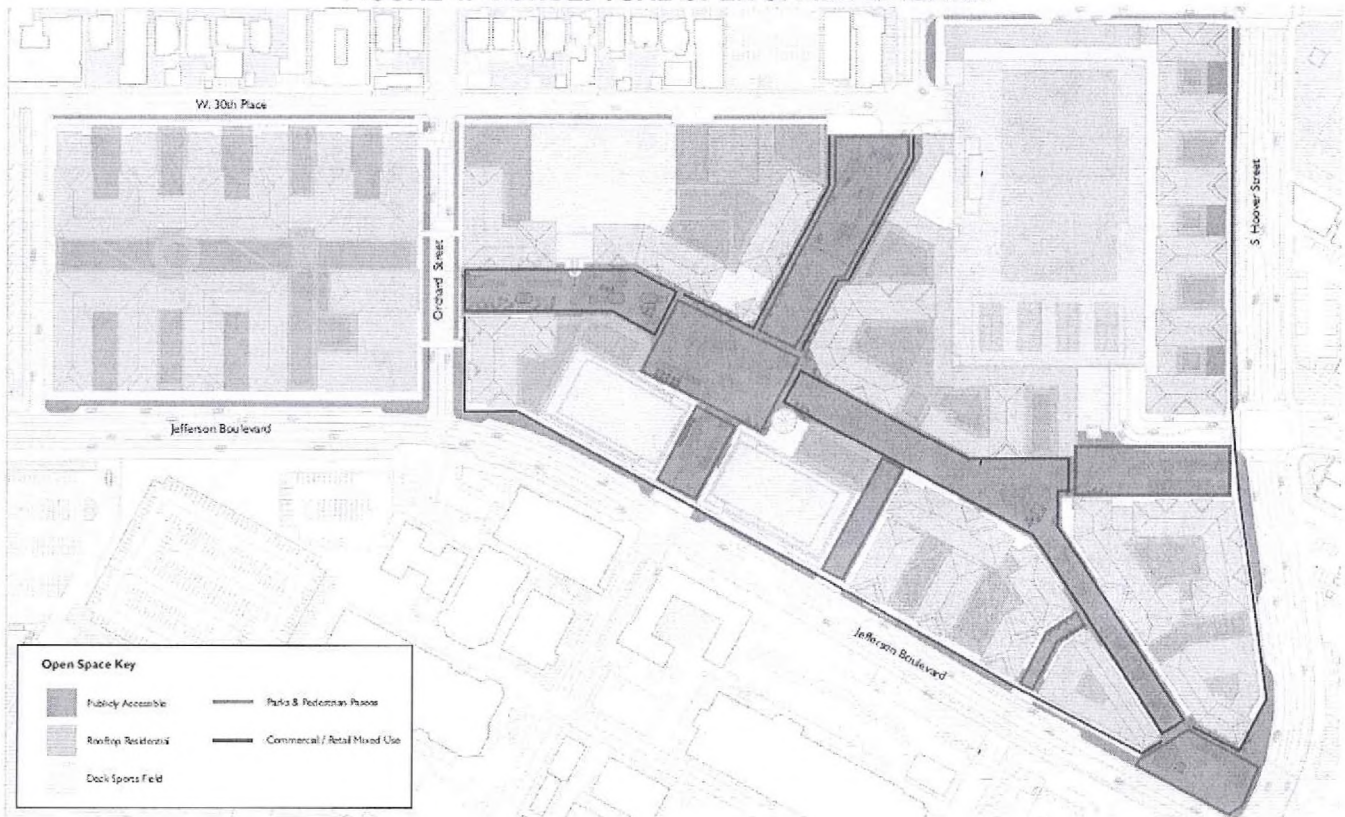 W. 30th Place
Orchard Street
S Hoover Street
Jefferson Boulevard
Jefferson Boulevard
Open Space Key
Publicly Accessible
Parks & Pedestrian Paseos
Rooftop Residential
Commercial / Retail Mixed Use
Deck Sports Field